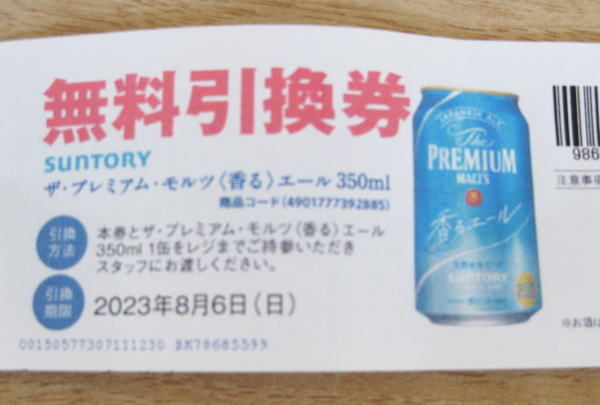 無料引換券
SUNTORY
ザ・プレミアム・モルツ〈香る〉エール 350ml
商品コード(4901777392885)
引換方法
本券とザ・プレミアム・モルツ〈香る〉エール
350ml 1缶をレジまでご持参いただき
スタッフにお渡しください。
引換期限
2023年8月6日(日)
00150577307111230 BK78685599
JAPANESE ALE
The
PREMIUM
MALT'S
香るエール
SUNTORY
986
注意事項
※お酒は